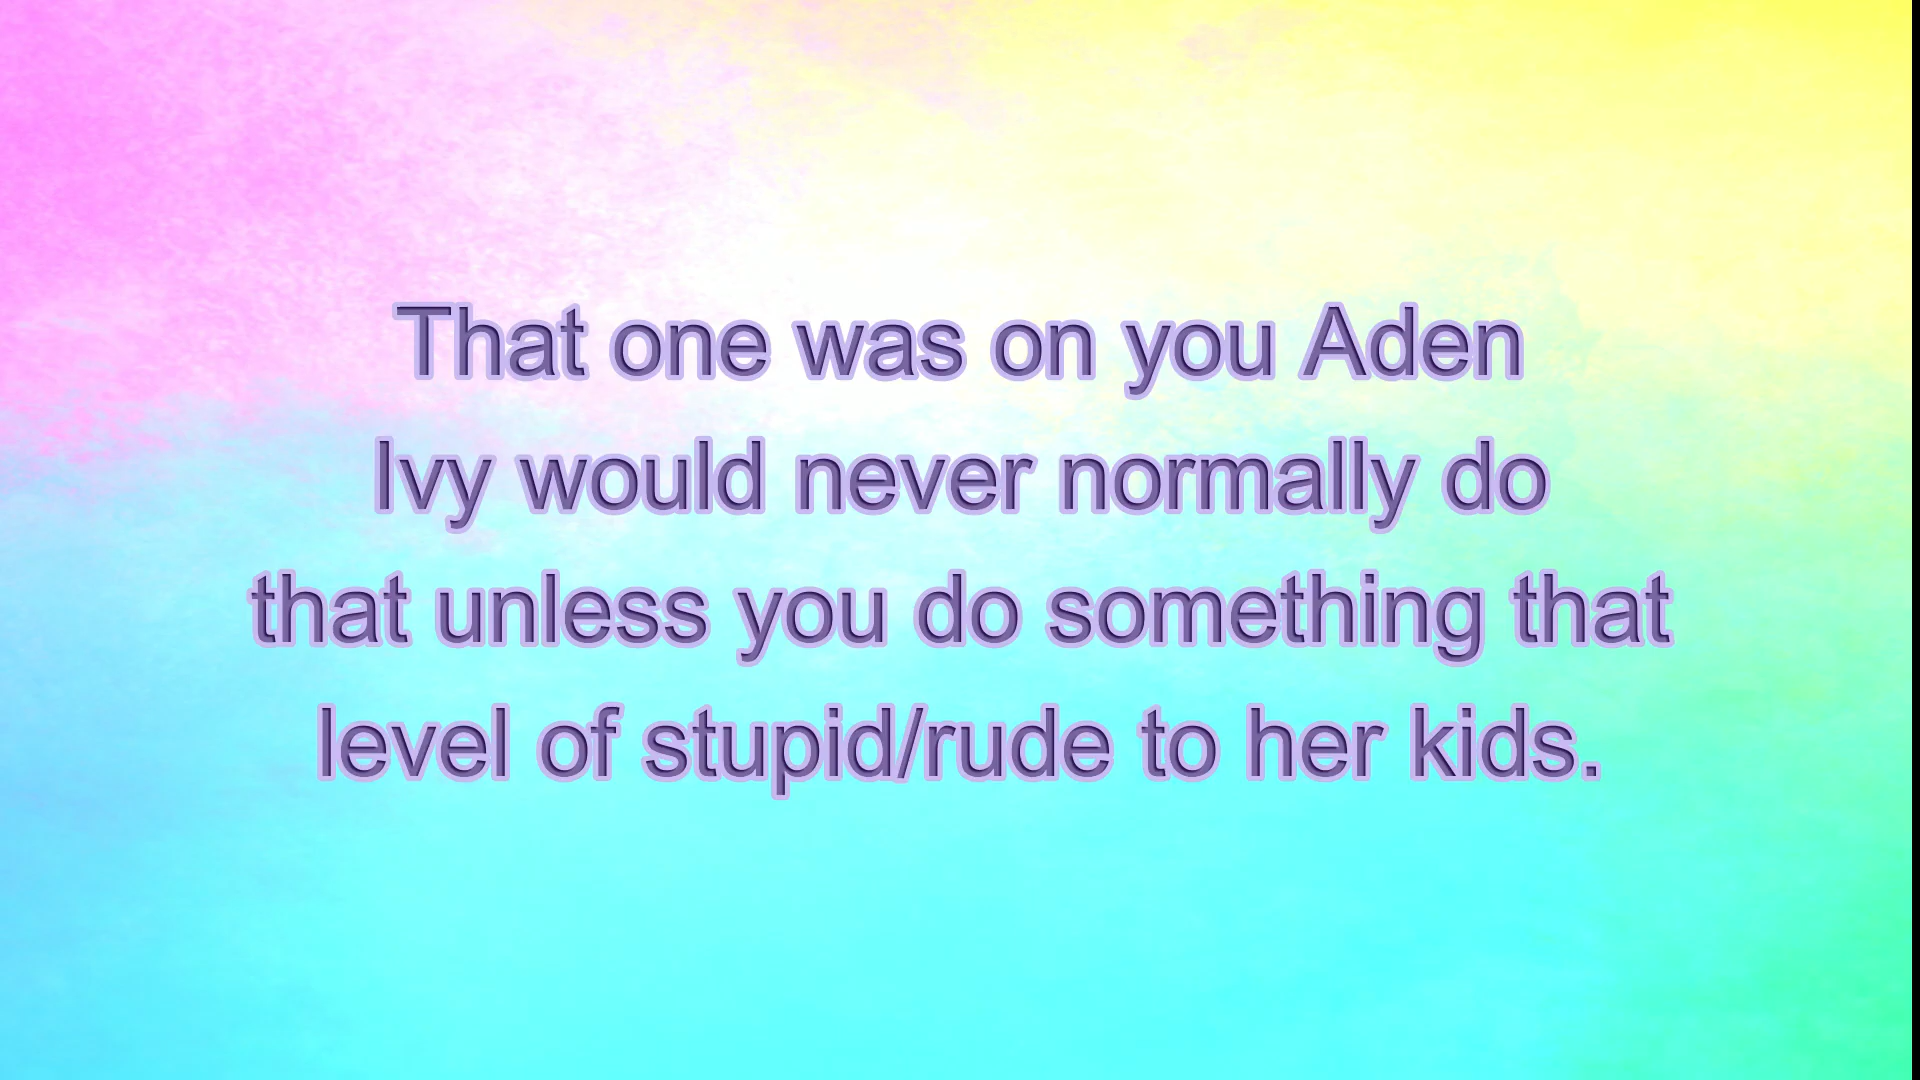 That one was on you Aden
Ivy would never normally do
that unless you do something that
level of stupid/rude to her kids.